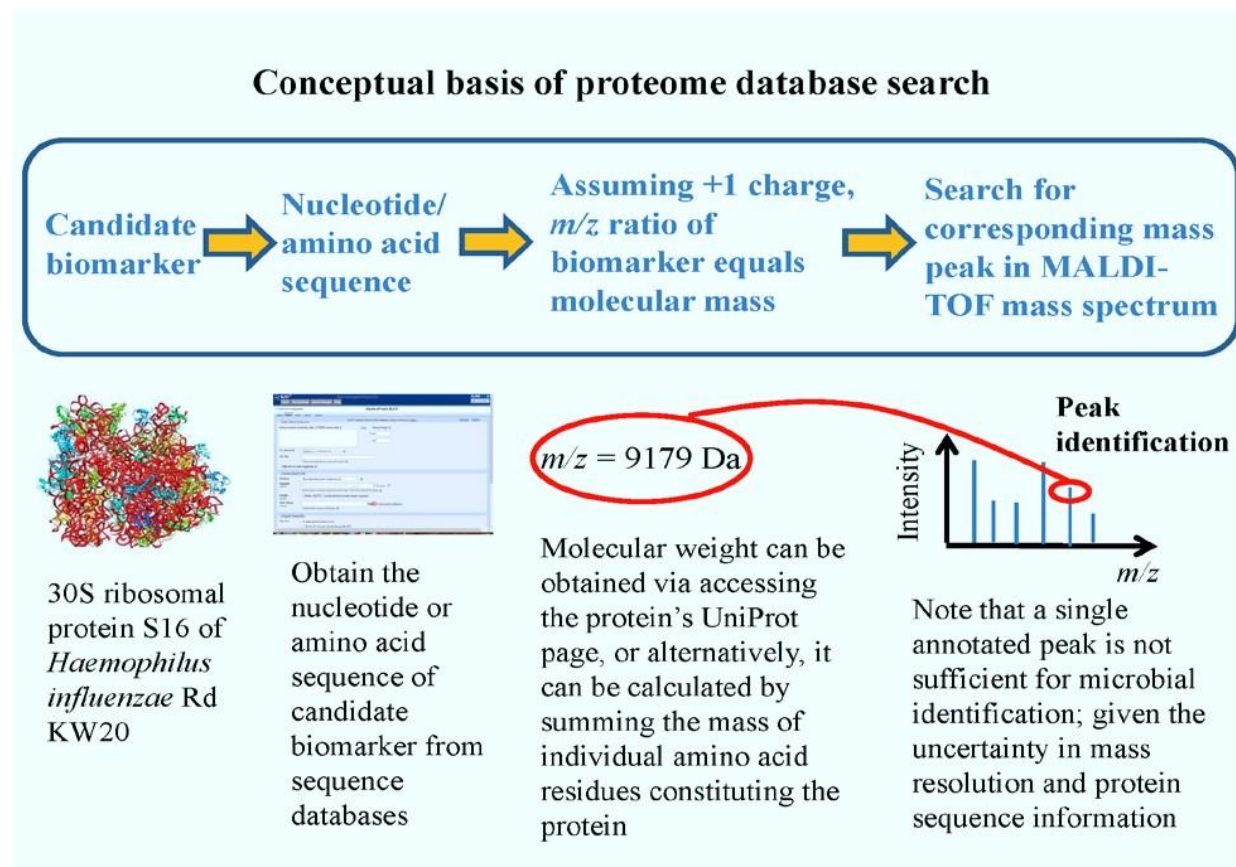 Conceptual basis of proteome database search
Candidate
biomarker
Nucleotide/
amino acid
sequence
Assuming +1 charge,
m/z ratio of
biomarker equals
molecular mass
Search for
corresponding mass
peak in MALDI-
TOF mass spectrum
30S ribosomal
protein S16 of
Haemophilus
influenzae Rd
KW20
Obtain the
nucleotide or
amino acid
sequence of
candidate
biomarker from
sequence
databases
m/z = 9179 Da
Molecular weight can be
obtained via accessing
the protein's UniProt
page, or alternatively, it
can be calculated by
summing the mass of
individual amino acid
residues constituting the
protein
Peak
identification
Intensity
m/z
Note that a single
annotated peak is not
sufficient for microbial
identification; given the
uncertainty in mass
resolution and protein
sequence information